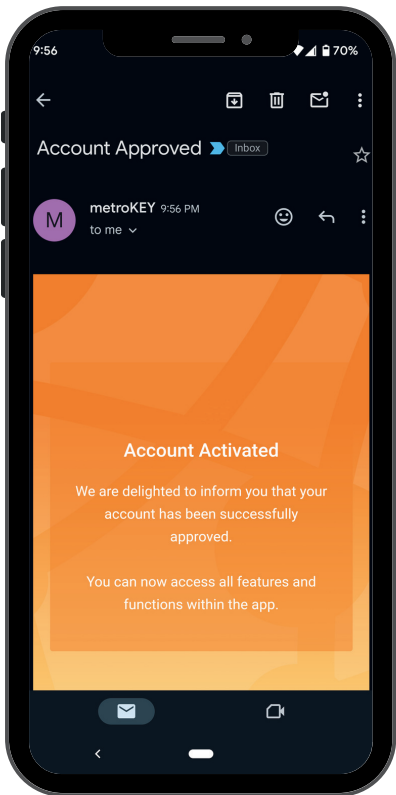 9:56
70%
Account Approved
Inbox
M
metroKEY 9:56 PM
to me
Account Activated
We are delighted to inform you that your
account has been successfully
approved.
You can now access all features and
functions within the app.